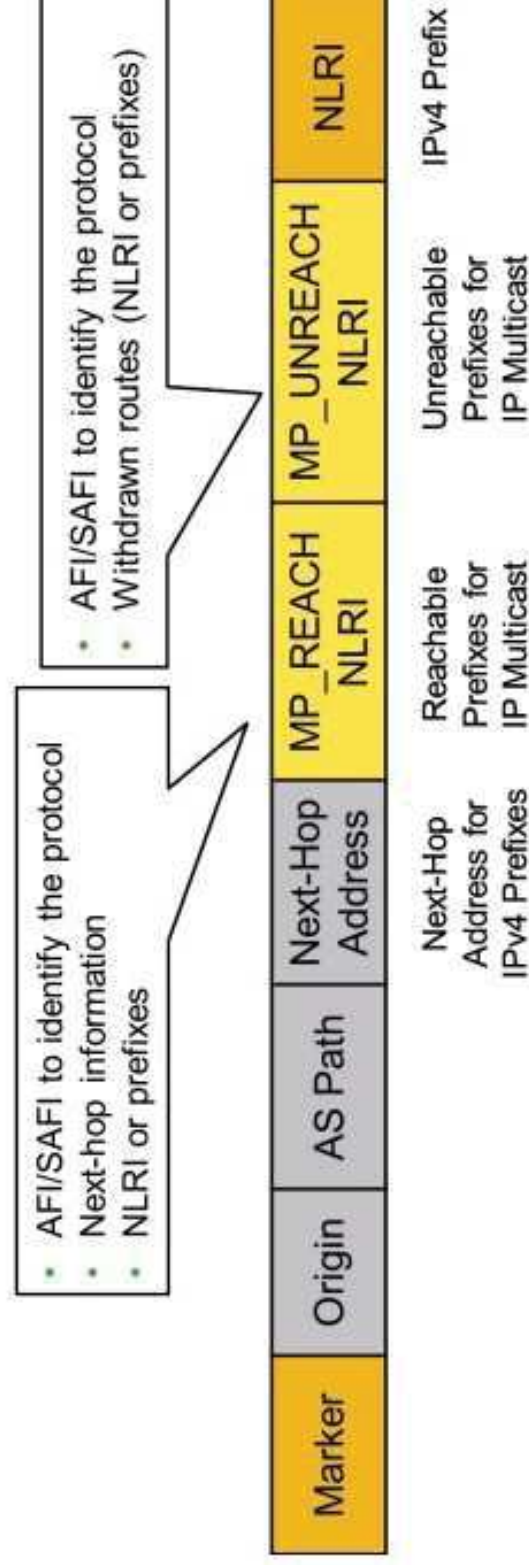 • AFI/SAFI to identify the protocol
• Next-hop information
• NLRI or prefixes
• AFI/SAFI to identify the protocol
• Withdrawn routes (NLRI or prefixes)
Marker
Origin
AS Path
Next-Hop
Address
MP_REACH
NLRI
MP_UNREACH
NLRI
NLRI
Next-Hop
Address for
IPv4 Prefixes
Reachable
Prefixes for
IP Multicast
Unreachable
Prefixes for
IP Multicast
IPv4 Prefix